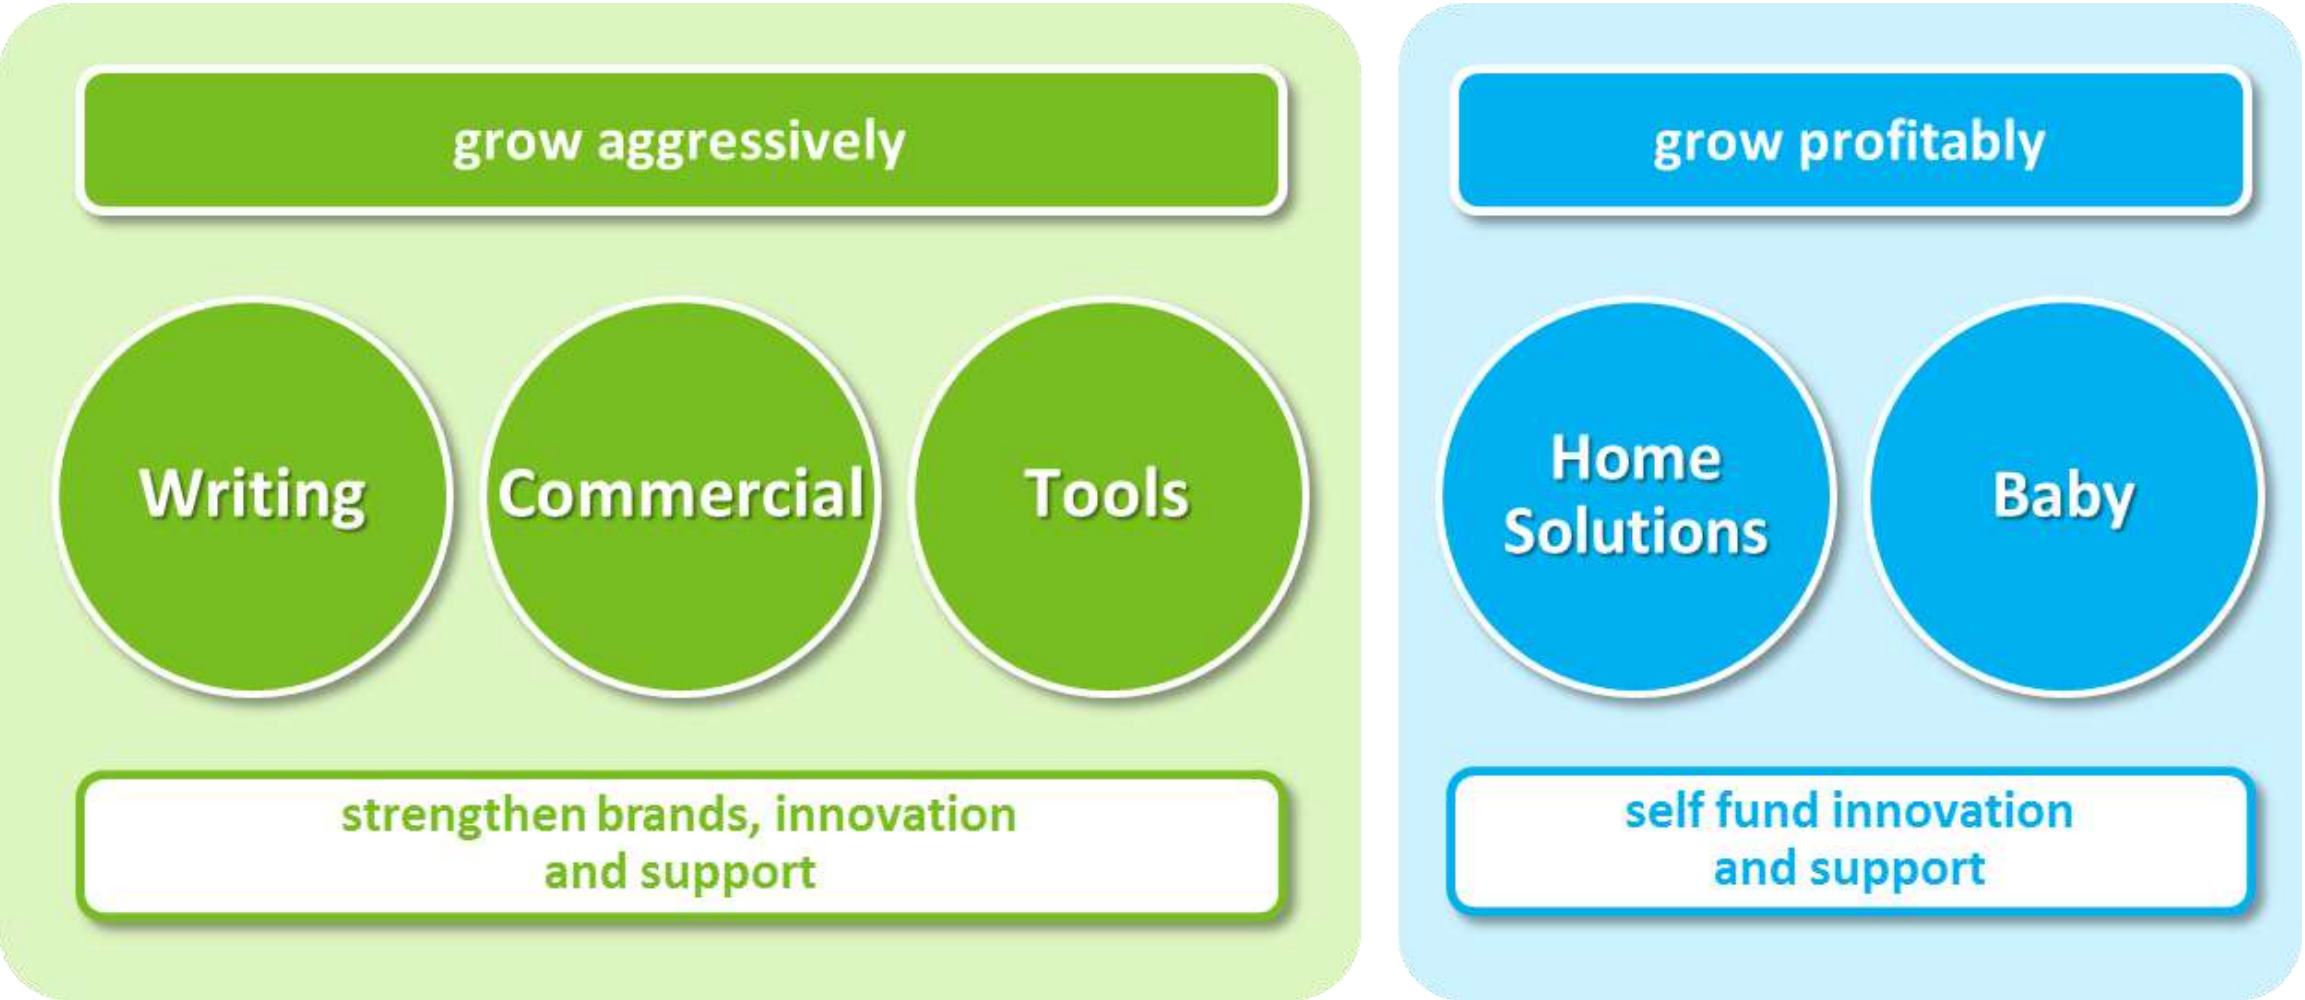 grow aggressively
Writing
Commercial
Tools
strengthen brands, innovation
and support
grow profitably
Home
Solutions
Baby
self fund innovation
and support